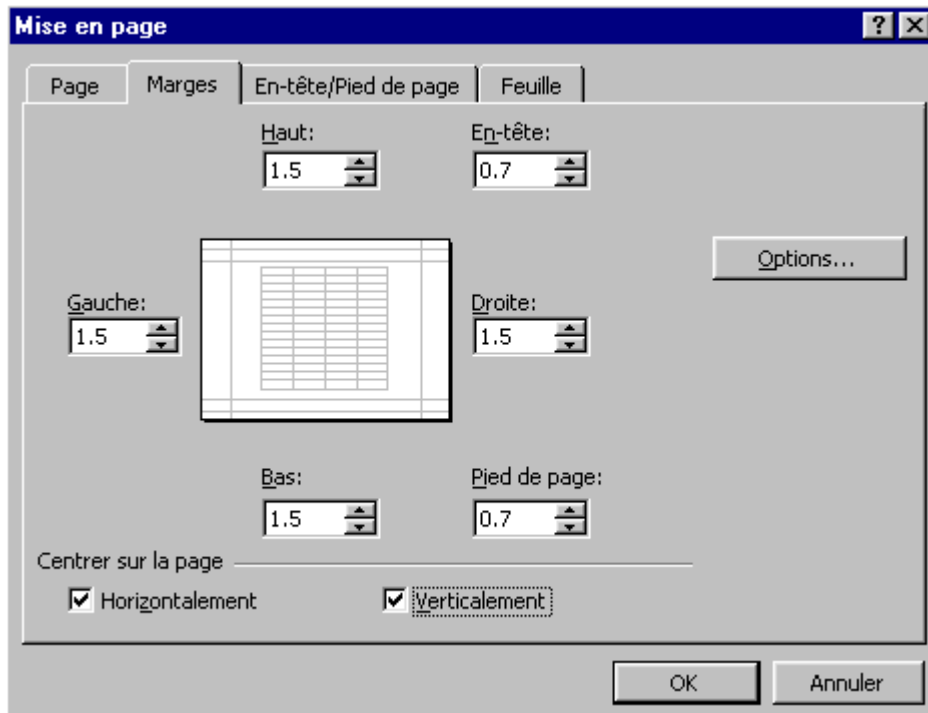 Mise en page
Page Marges En-tête/Pied de page Feuille
Haut: En-tête:
1.5 0.7
Options...
Gauche: Droite:
1.5 1.5
Bas: Pied de page:
1.5 0.7
Centrer sur la page
Horizontalement Verticalement
OK Annuler